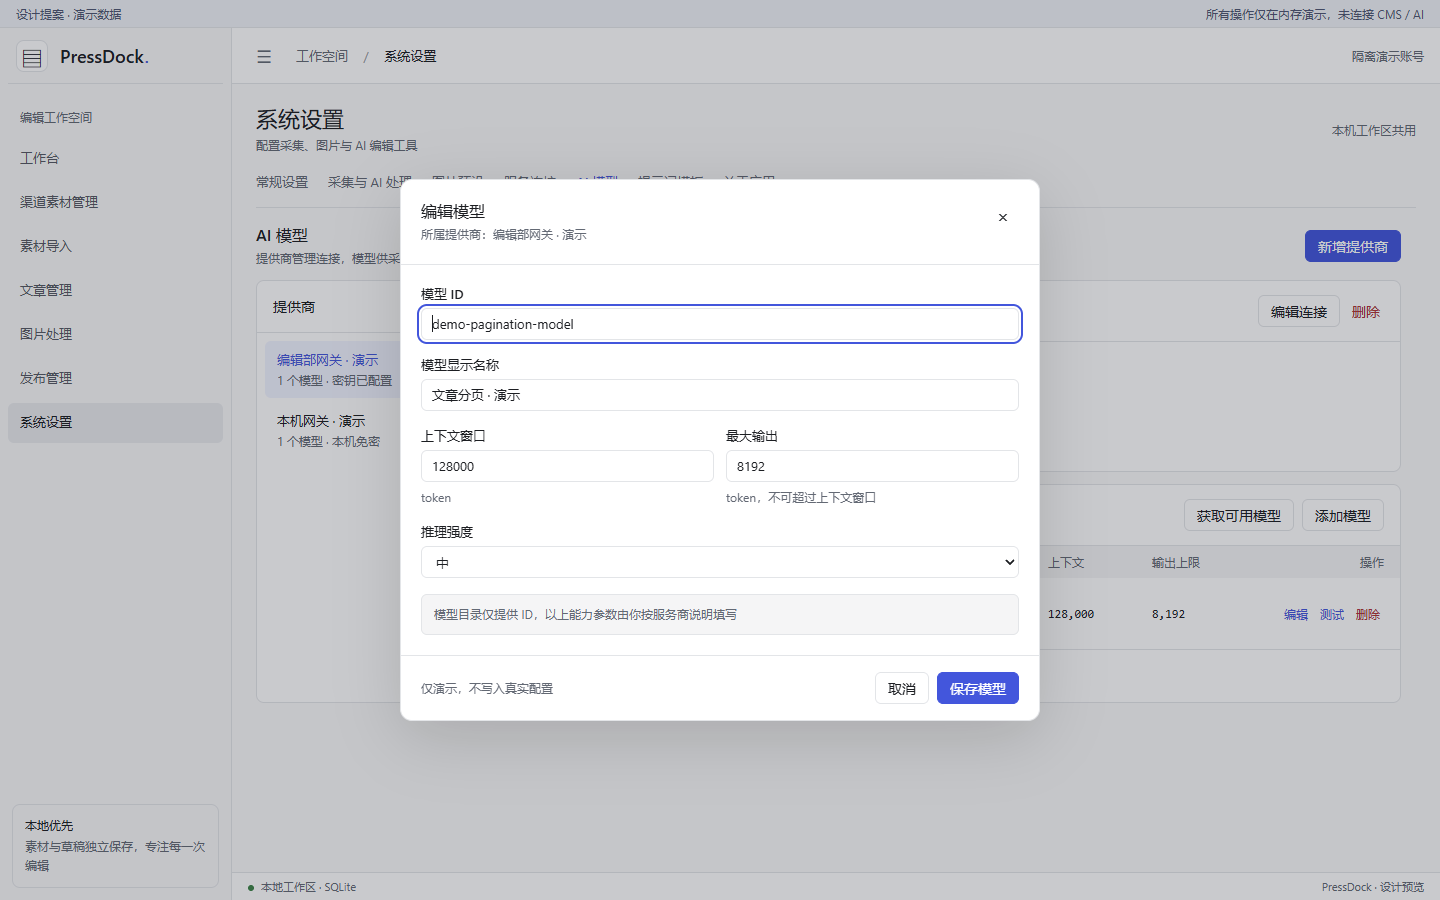 设计提案 · 演示数据
所有操作仅在内存演示，未连接 CMS / AI
PressDock.
工作空间 / 系统设置
隔离演示账号
编辑工作空间
工作台
渠道素材管理
素材导入
文章管理
图片处理
发布管理
系统设置
系统设置
配置采集、图片与 AI 编辑工具
本机工作区共用
常规设置
采集与 AI 处理
AI 模型
提供商管理连接，模型供采
新增提供商
提供商
编辑部网关 · 演示
1 个模型 · 密钥已配置
本机网关 · 演示
1 个模型 · 本机免密
编辑连接
删除
获取可用模型
添加模型
上下文
输出上限
操作
128,000
8,192
编辑
测试
删除
编辑模型
所属提供商：编辑部网关 · 演示
×
模型 ID
demo-pagination-model
模型显示名称
文章分页 · 演示
上下文窗口
最大输出
128000
8192
token
token，不可超过上下文窗口
推理强度
中
模型目录仅提供 ID，以上能力参数由你按服务商说明填写
仅演示，不写入真实配置
取消
保存模型
本地优先
素材与草稿独立保存，专注每一次
编辑
本地工作区 · SQLite
PressDock · 设计预览